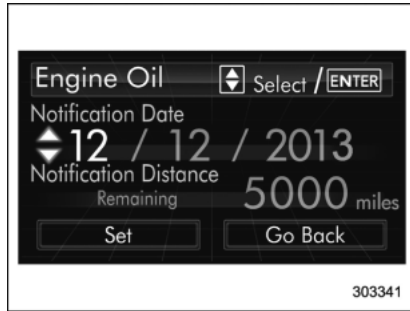 Engine Oil Select / ENTER
Notification Date
12 / 12 / 2013
Notification Distance
Remaining 5000 miles
Set Go Back
303341